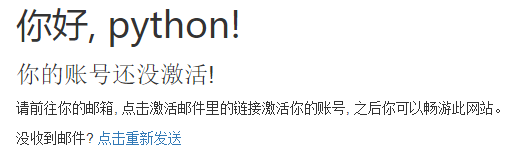 你好, python!
你的账号还没激活!
请前往你的邮箱, 点击激活邮件里的链接激活你的账号, 之后你可以畅游此网站。
没收到邮件? 点击重新发送